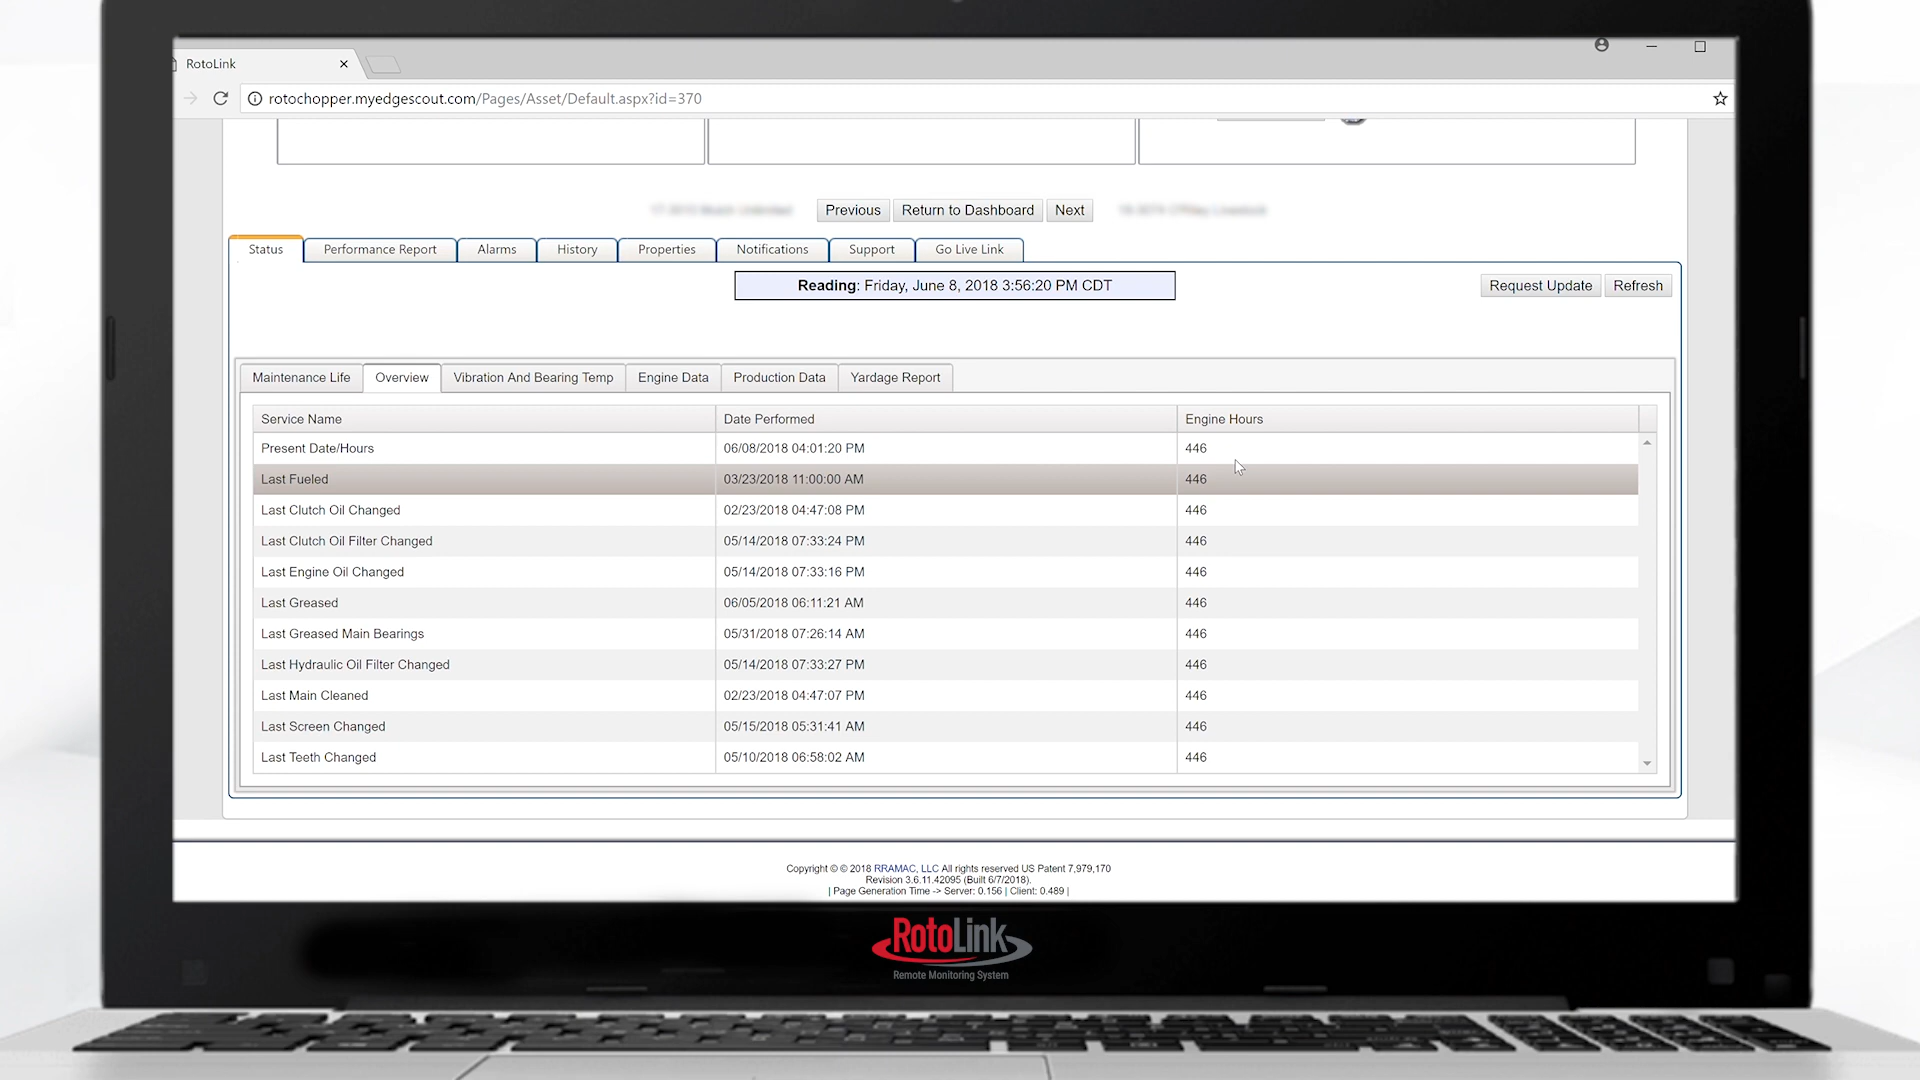 RotoLink
rotochopper.myedgescout.com/Pages/Asset/Default.aspx?id=370
Previous Return to Dashboard Next
Status Performance Report Alarms History Properties Notifications Support Go Live Link
Reading: Friday, June 8, 2018 3:56:20 PM CDT Request Update Refresh
Maintenance Life Overview Vibration And Bearing Temp Engine Data Production Data Yardage Report
Service Name Date Performed Engine Hours
Present Date/Hours 06/08/2018 04:01:20 PM 446
Last Fueled 03/23/2018 11:00:00 AM 446
Last Clutch Oil Changed 02/23/2018 04:47:08 PM 446
Last Clutch Oil Filter Changed 05/14/2018 07:33:24 PM 446
Last Engine Oil Changed 05/14/2018 07:33:16 PM 446
Last Greased 06/05/2018 06:11:21 AM 446
Last Greased Main Bearings 05/31/2018 07:26:14 AM 446
Last Hydraulic Oil Filter Changed 05/14/2018 07:33:27 PM 446
Last Main Cleaned 02/23/2018 04:47:07 PM 446
Last Screen Changed 05/15/2018 05:31:41 AM 446
Last Teeth Changed 05/10/2018 06:58:02 AM 446
Copyright © © 2018 RRAMAC, LLC All rights reserved US Patent 7,979,170
Revision 3.6.11.42095 (Built 6/7/2018).
| Page Generation Time -> Server: 0.156 | Client: 0.489 |
RotoLink
Remote Monitoring System